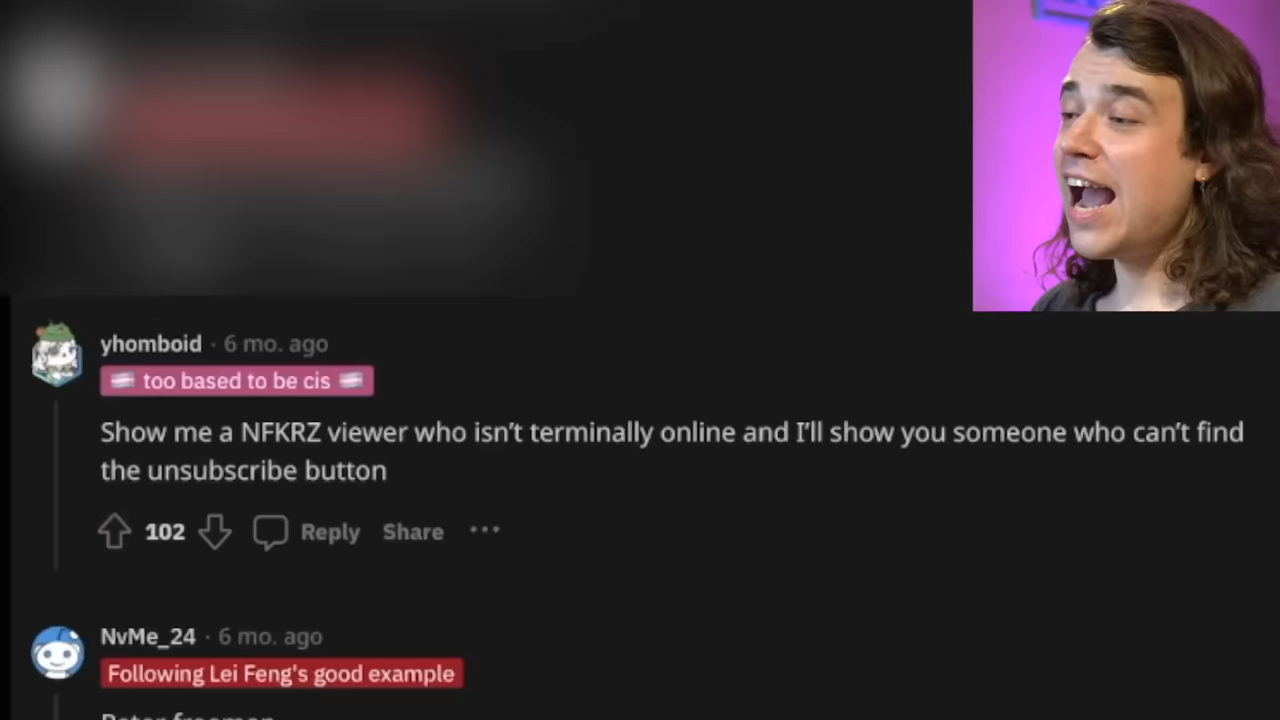 yhomboid · 6 mo. ago
too based to be cis
Show me a NFKRZ viewer who isn't terminally online and I'll show you someone who can't find
the unsubscribe button
102 Reply Share ···
NvMe_24 · 6 mo. ago
Following Lei Feng's good example
Peter freeman